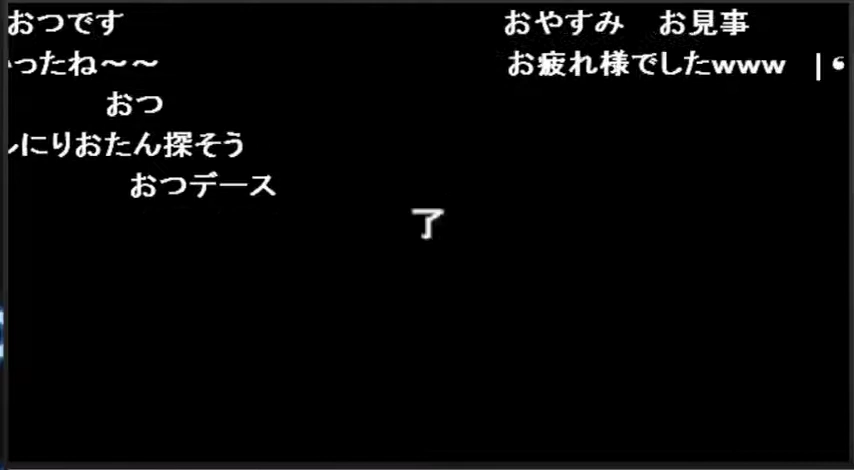 おつです
おやすみ
お見事
ったね～～
お疲れ様でしたwww
おつ
にりおたん探そう
おつデース
了